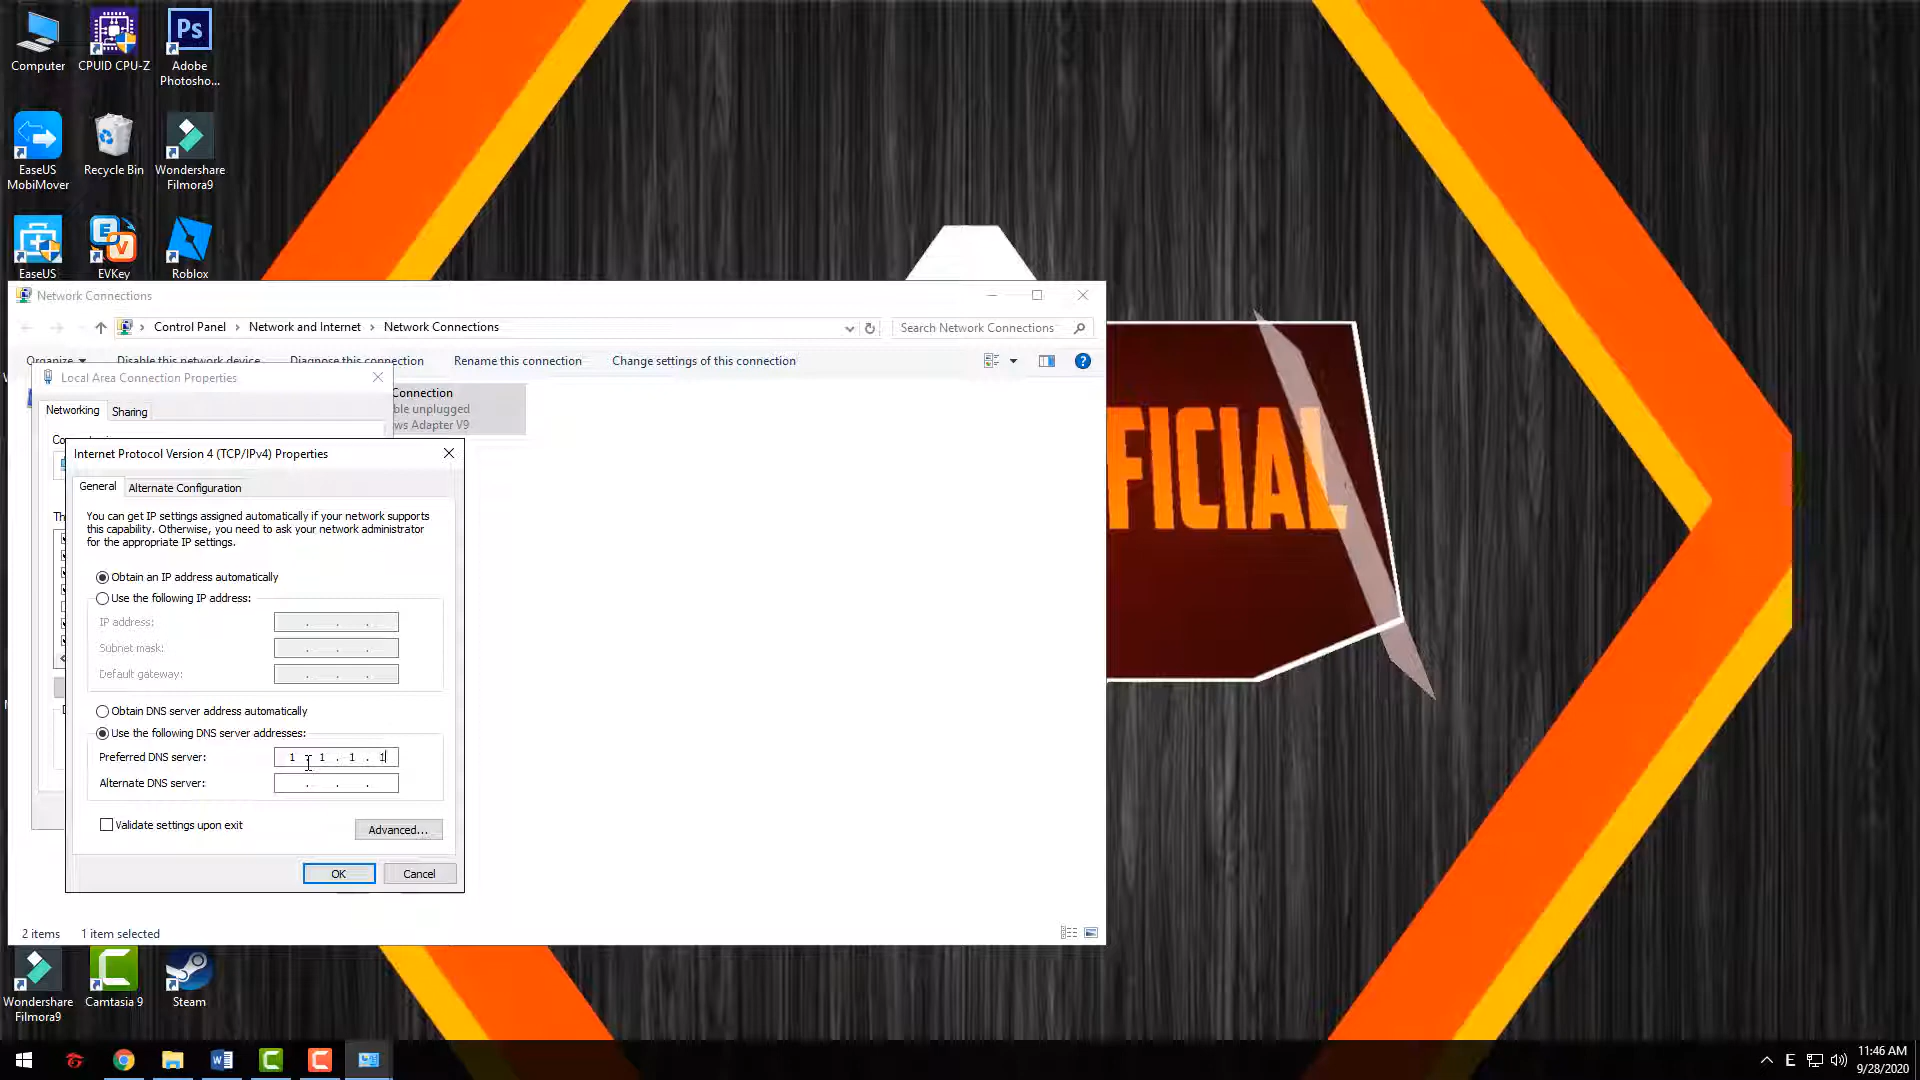 Computer
CPUID CPU-Z
Adobe
Photosho...
Ps
EaseUS
MobiMover
Recycle Bin
Wondershare
Filmora9
EaseUS
EVKey
Roblox
Network Connections
Control Panel
Network and Internet
Network Connections
Search Network Connections
Organize
Disable this network device
Diagnose this connection
Rename this connection
Change settings of this connection
Local Area Connection Properties
Connection
ble unplugged
ws Adapter V9
Networking
Sharing
Internet Protocol Version 4 (TCP/IPv4) Properties
General
Alternate Configuration
You can get IP settings assigned automatically if your network supports
this capability. Otherwise, you need to ask your network administrator
for the appropriate IP settings.
Obtain an IP address automatically
Use the following IP address:
IP address:
Subnet mask:
Default gateway:
Obtain DNS server address automatically
Use the following DNS server addresses:
Preferred DNS server: 1 . 1 . 1 . 1
Alternate DNS server:
Validate settings upon exit
Advanced...
OK
Cancel
2 items
1 item selected
FICIAL
Wondershare
Filmora9
Camtasia 9
Steam
E
11:46 AM
9/28/2020